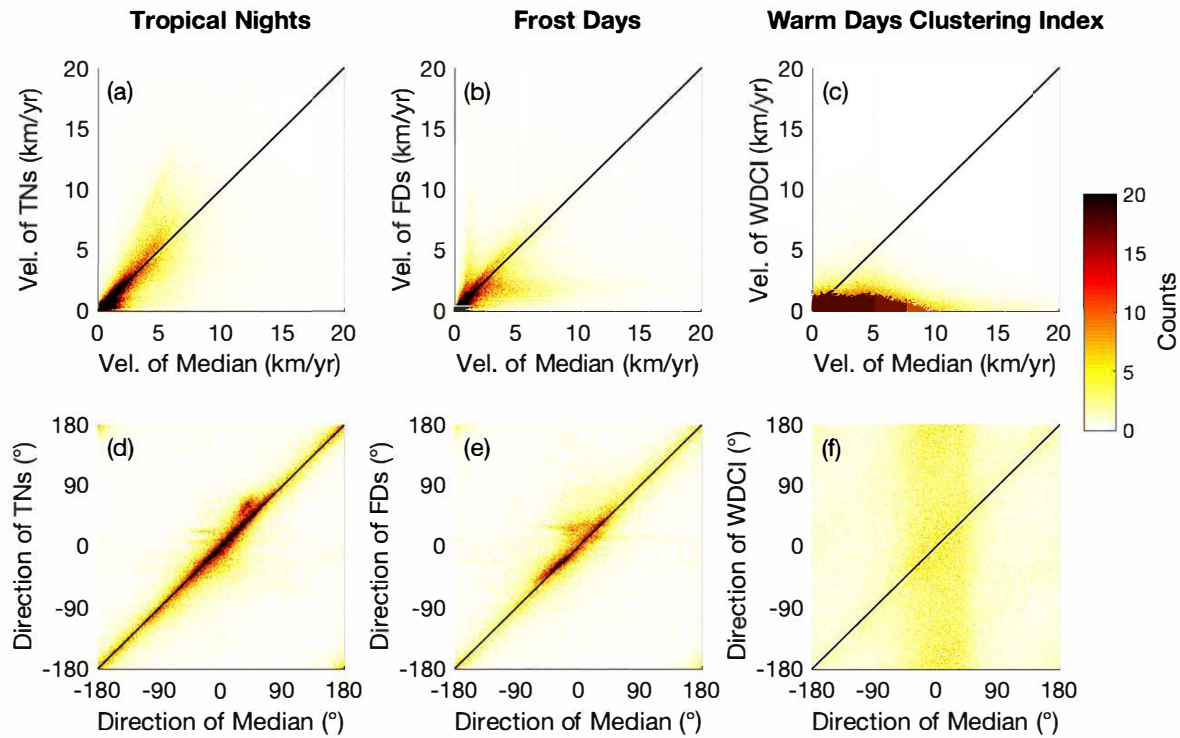 Tropical Nights
Frost Days
Warm Days Clustering Index
(a)
20
15
10
5
0
Vel. of TNs (km/yr)
0 5 10 15 20
Vel. of Median (km/yr)
(b)
20
15
10
5
0
Vel. of FDs (km/yr)
0 5 10 15 20
Vel. of Median (km/yr)
(c)
20
15
10
5
0
Vel. of WDCI (km/yr)
0 5 10 15 20
Vel. of Median (km/yr)
20
15
10
5
0
Counts
(d)
180
90
0
-90
-180
Direction of TNs (°)
-180 -90 0 90 180
Direction of Median (°)
(e)
180
90
0
-90
-180
Direction of FDs (°)
-180 -90 0 90 180
Direction of Median (°)
(f)
180
90
0
-90
-180
Direction of WDCI (°)
-180 -90 0 90 180
Direction of Median (°)